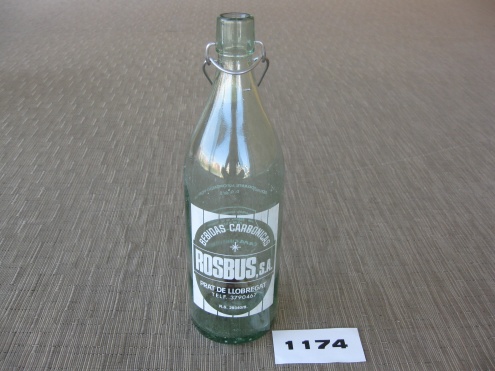 BEBIDAS CARBONICAS
ROSBUS, S.A.
PRAT DE LLOBREGAT
TELF. 3790467
1174